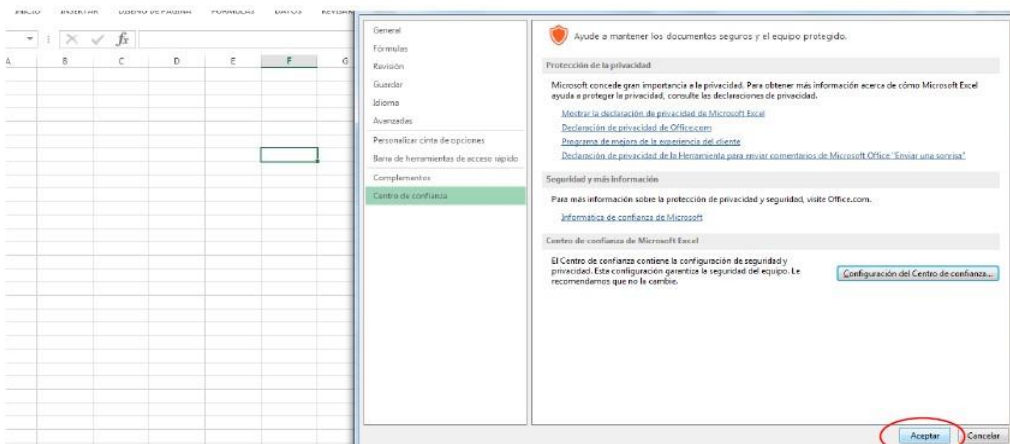 INICIO INSERTAR DISEÑO DE PÁGINA FÓRMULAS DATOS REVISAR
fx
A B C D E F G
General
Fórmulas
Revisión
Guardar
Idioma
Avanzadas
Personalizar cinta de opciones
Barra de herramientas de acceso rápido
Complementos
Centro de confianza
Ayude a mantener los documentos seguros y el equipo protegido.
Protección de la privacidad
Microsoft concede gran importancia a la privacidad. Para obtener más información acerca de cómo Microsoft Excel
ayuda a proteger la privacidad, consulte las declaraciones de privacidad.
Mostrar la declaración de privacidad de Microsoft Excel
Declaración de privacidad de Office.com
Programa de mejora de la experiencia del cliente
Declaración de privacidad de la Herramienta para enviar comentarios de Microsoft Office "Enviar una sonrisa"
Seguridad y más información
Para más información sobre la protección de privacidad y seguridad, visite Office.com.
Informática de confianza de Microsoft
Centro de confianza de Microsoft Excel
El Centro de confianza contiene la configuración de seguridad y
privacidad. Esta configuración garantiza la seguridad del equipo. Le
recomendamos que no la cambie.
Configuración del Centro de confianza...
Aceptar Cancelar